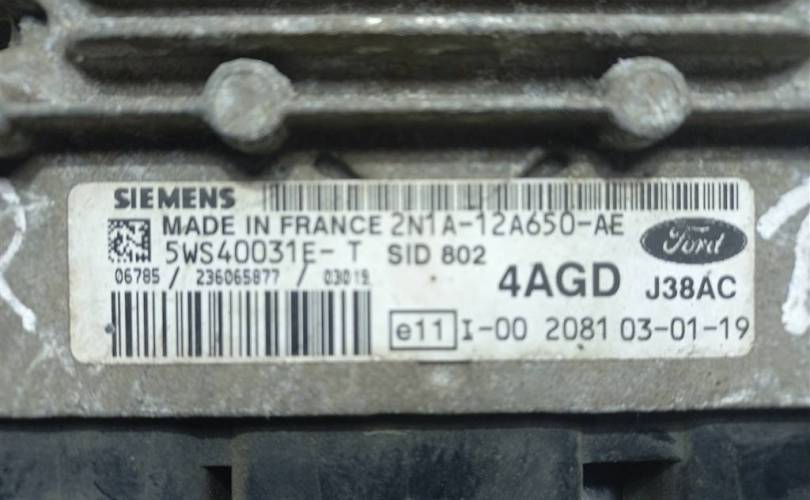 SIEMENS
MADE IN FRANCE 2N1A-12A650-AE
5WS40031E-T SID 802
Ford
06785 / 236065877 / 03019
4AGD J38AC
e11 I-00 2081 03-01-19